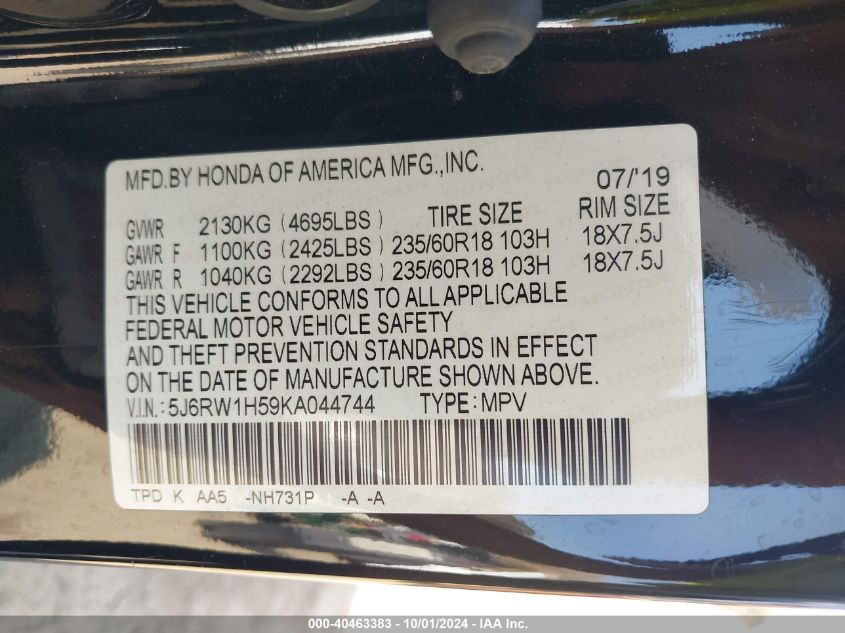 MFD.BY HONDA OF AMERICA MFG.,INC. 07/'19
GVWR 2130KG (4695LBS) TIRE SIZE RIM SIZE
GAWR F 1100KG (2425LBS) 235/60R18 103H 18X7.5J
GAWR R 1040KG (2292LBS) 235/60R18 103H 18X7.5J
THIS VEHICLE CONFORMS TO ALL APPLICABLE
FEDERAL MOTOR VEHICLE SAFETY
AND THEFT PREVENTION STANDARDS IN EFFECT
ON THE DATE OF MANUFACTURE SHOWN ABOVE.
V.I.N.: 5J6RW1H59KA044744 TYPE: MPV
TPD K AA5 -NH731P -A -A
000-40463383 - 10/01/2024 - IAA Inc.